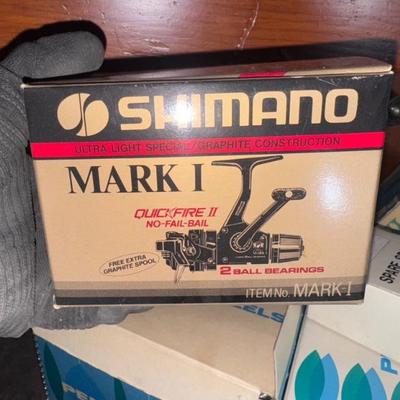 SHIMANO
ULTRA LIGHT SPECIAL/GRAPHITE CONSTRUCTION
MARK I
QUICKFIRE II
NO-FAIL-BAIL
FREE EXTRA
GRAPHITE SPOOL
2 BALL BEARINGS
ITEM No. MARK-I